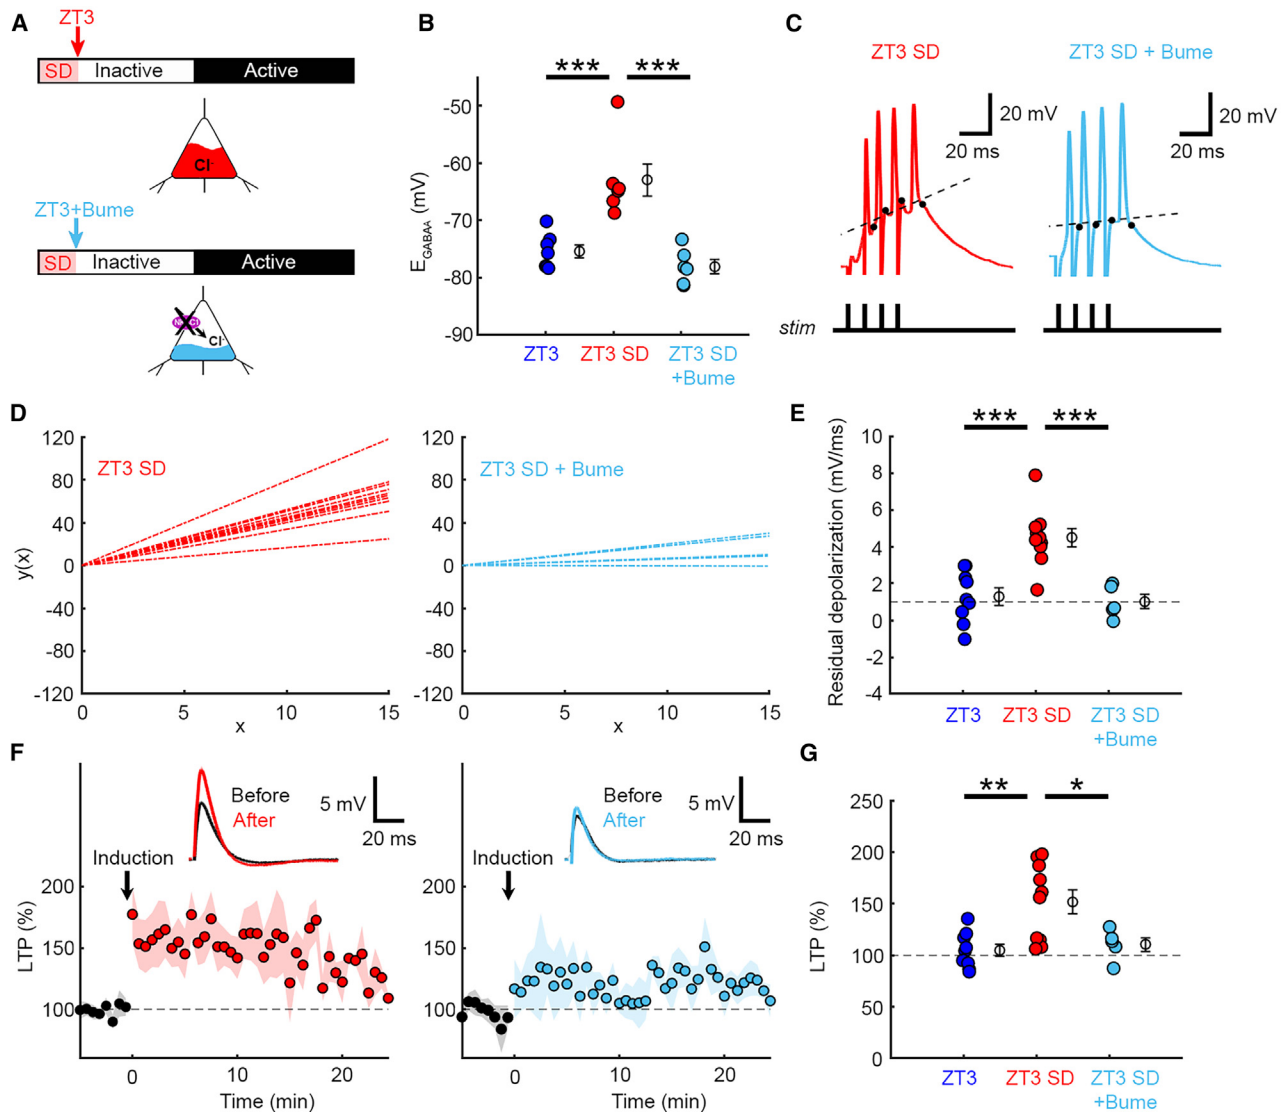 A
ZT3
SD Inactive Active
Cl-
ZT3+Bume
SD Inactive Active
Cl-
B
*** ***
EGABAA (mV)
-50
-60
-70
-80
-90
ZT3 ZT3 SD ZT3 SD
+Bume
C
ZT3 SD ZT3 SD + Bume
20 mV 20 mV
20 ms 20 ms
stim
D
y(x)
120
80
40
0
-40
-80
-120
ZT3 SD
0 5 10 15
x
120
80
40
0
-40
-80
-120
ZT3 SD + Bume
0 5 10 15
x
E
*** ***
Residual depolarization (mV/ms)
10
8
6
4
2
0
-2
-4
ZT3 ZT3 SD ZT3 SD
+Bume
F
Before
After
5 mV
20 ms
Induction
LTP (%)
200
150
100
0 10 20
Time (min)
Before
After
5 mV
20 ms
Induction
LTP (%)
200
150
100
0 10 20
Time (min)
G
** *
LTP (%)
250
200
150
100
50
0
ZT3 ZT3 SD ZT3 SD
+Bume